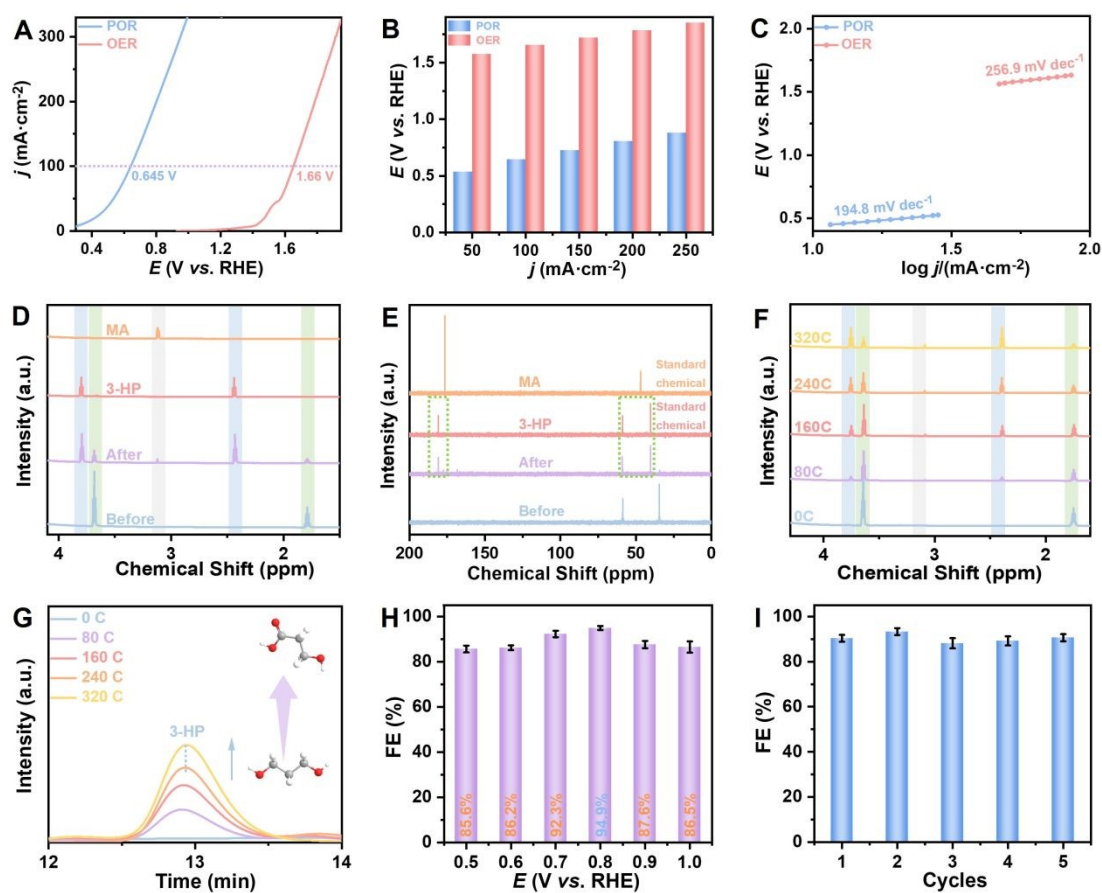 A
POR
OER
300
200
100
0
0.645 V
1.66 V
0.4
0.8
1.2
1.6
j (mA·cm-2)
E (V vs. RHE)
B
POR
OER
2.0
1.5
1.0
0.5
0.0
50
100
150
200
250
E (V vs. RHE)
j (mA·cm-2)
C
POR
OER
2.0
1.5
1.0
0.5
256.9 mV dec-1
194.8 mV dec-1
1.0
1.5
2.0
E (V vs. RHE)
log j/(mA·cm-2)
D
MA
3-HP
After
Before
4
3
2
Intensity (a.u.)
Chemical Shift (ppm)
E
Standard
MA
chemical
Standard
3-HP
chemical
After
Before
200
160
120
80
40
0
Intensity (a.u.)
Chemical Shift (ppm)
F
320C
240C
160C
80C
0C
4
3
2
Intensity (a.u.)
Chemical Shift (ppm)
G
0 C
80 C
160 C
240 C
320 C
3-HP
12
13
14
Intensity (a.u.)
Time (min)
H
100
80
60
40
20
0
85.6%
86.2%
92.3%
94.9%
87.6%
86.5%
0.5
0.6
0.7
0.8
0.9
1.0
FE (%)
E (V vs. RHE)
I
100
80
60
40
20
0
1
2
3
4
5
FE (%)
Cycles